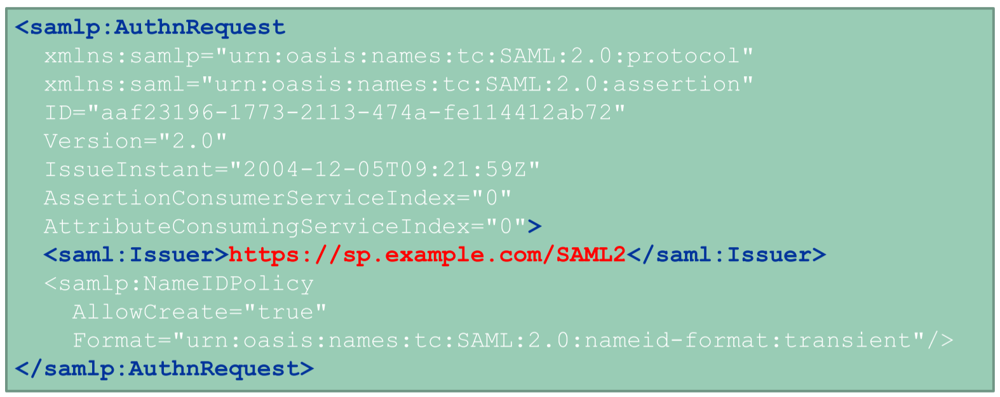 <samlp:AuthnRequest
xmlns:samlp="urn:oasis:names:tc:SAML:2.0:protocol"
xmlns:saml="urn:oasis:names:tc:SAML:2.0:assertion"
ID="aaf23196-1773-2113-474a-fe114412ab72"
Version="2.0"
IssueInstant="2004-12-05T09:21:59Z"
AssertionConsumerServiceIndex="0"
AttributeConsumingServiceIndex="0">
<saml:Issuer>https://sp.example.com/SAML2</saml:Issuer>
<samlp:NameIDPolicy
AllowCreate="true"
Format="urn:oasis:names:tc:SAML:2.0:nameid-format:transient"/>
</samlp:AuthnRequest>